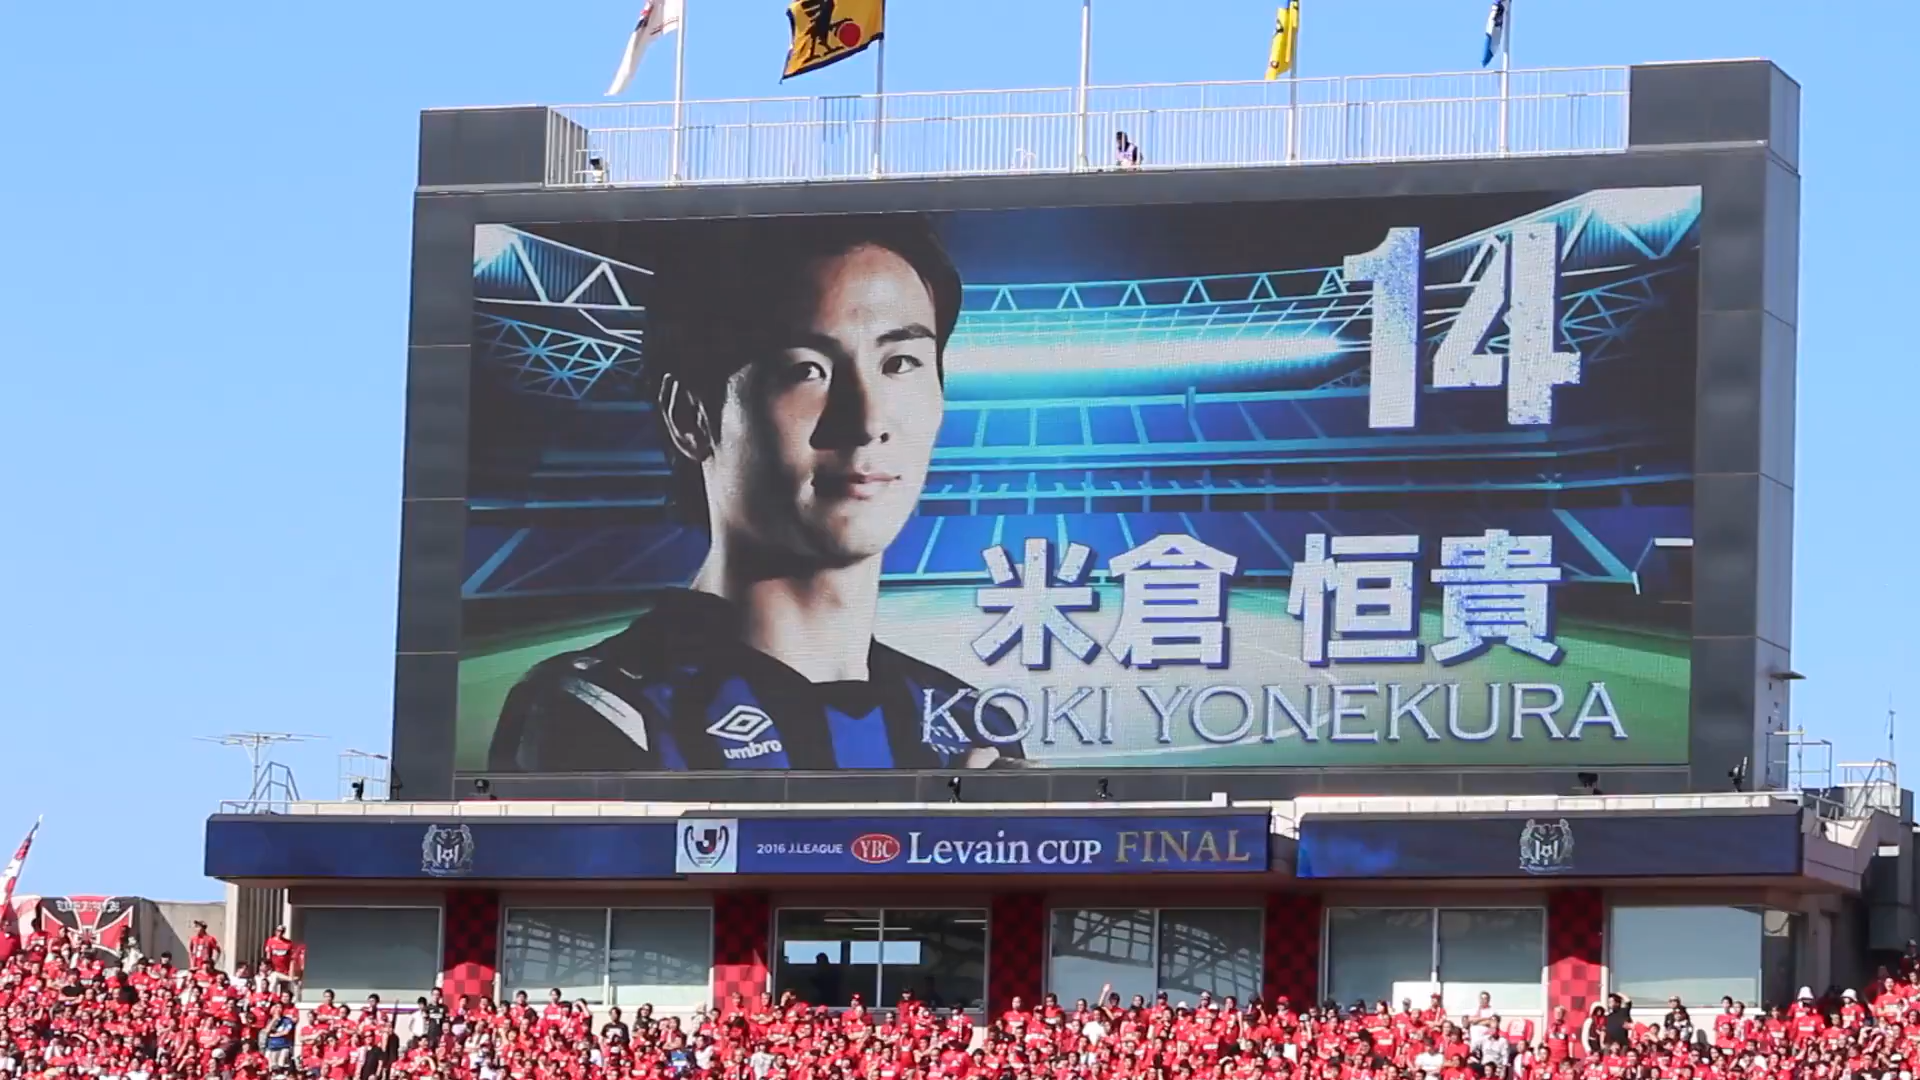 14
米倉 恒貴
KOKI YONEKURA
umbro
2016 J.LEAGUE YBC Levain CUP FINAL